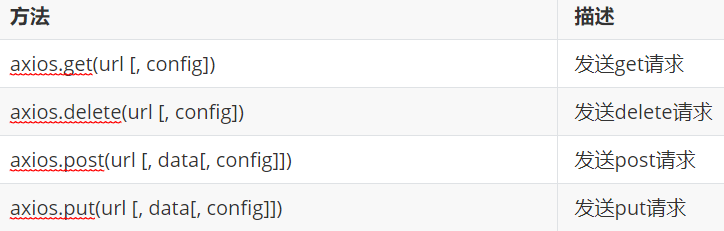 方法 描述
axios.get(url [, config]) 发送get请求
axios.delete(url [, config]) 发送delete请求
axios.post(url [, data[, config]]) 发送post请求
axios.put(url [, data[, config]]) 发送put请求